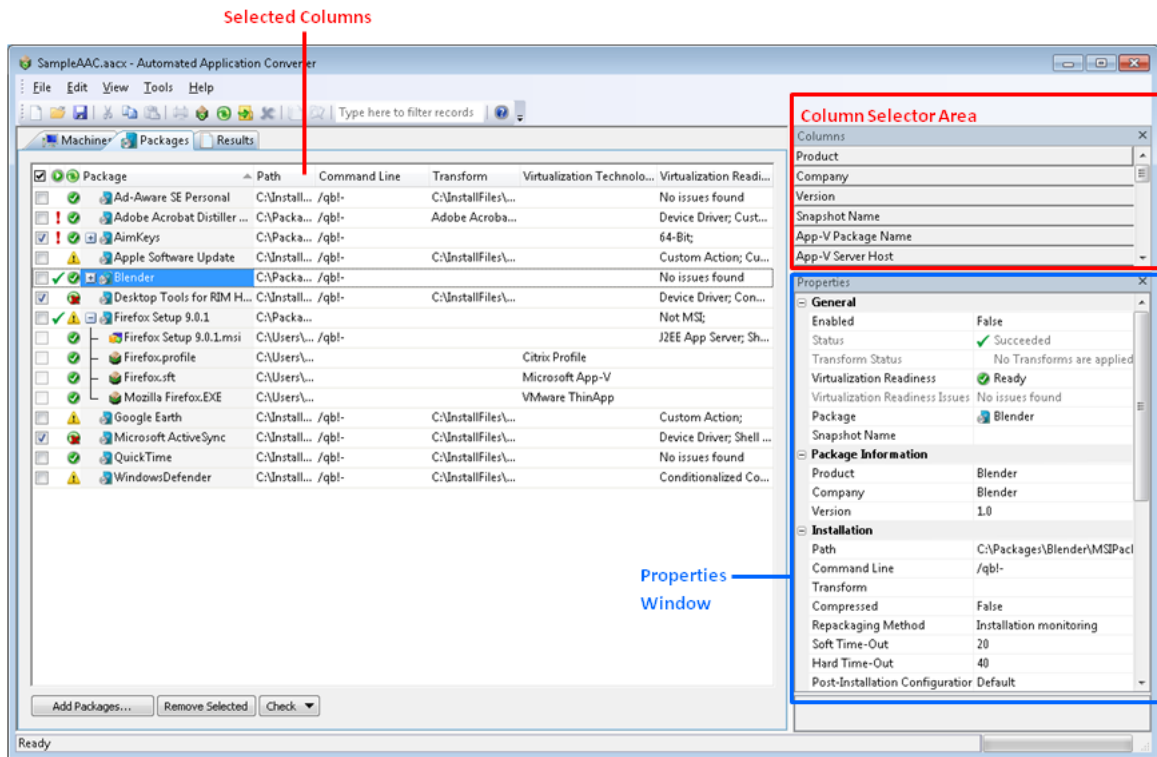 Selected Columns
SampleAAC.aacx - Automated Application Converter
File Edit View Tools Help
Type here to filter records
Machines Packages Results
Package Path Command Line Transform Virtualization Technolo... Virtualization Readi...
Ad-Aware SE Personal C:\Install... /qb!- No issues found
Adobe Acrobat Distiller ... C:\Packa... /qb!- Adobe Acroba... Device Driver; Cust...
AimKeys C:\Packa... /qb!- 64-Bit;
Apple Software Update C:\Install... /qb!- C:\InstallFiles\... Custom Action; Cu...
Blender C:\Packa... /qb!- No issues found
Desktop Tools for RIM H... C:\Install... /qb!- C:\InstallFiles\... Device Driver; Con...
Firefox Setup 9.0.1 C:\Packa... Not MSI;
Firefox Setup 9.0.1.msi C:\Users\... /qb!- J2EE App Server; Sh...
Firefox.profile C:\Users\... Citrix Profile
Firefox.sft C:\Users\... Microsoft App-V
Mozilla Firefox.EXE C:\Users\... VMware ThinApp
Google Earth C:\Install... /qb!- C:\InstallFiles\... Custom Action;
Microsoft ActiveSync C:\Install... /qb!- C:\InstallFiles\... Device Driver; Shell ...
QuickTime C:\Install... /qb!- C:\InstallFiles\... No issues found
WindowsDefender C:\Install... /qb!- C:\InstallFiles\... Conditionalized Co...
Add Packages... Remove Selected Check
Ready
Column Selector Area
Columns
Product
Company
Version
Snapshot Name
App-V Package Name
App-V Server Host
Properties Window
Properties
General
Enabled False
Status Succeeded
Transform Status No Transforms are applied
Virtualization Readiness Ready
Virtualization Readiness Issues No issues found
Package Blender
Snapshot Name
Package Information
Product Blender
Company Blender
Version 1.0
Installation
Path C:\Packages\Blender\MSIPacl
Command Line /qb!-
Transform
Compressed False
Repackaging Method Installation monitoring
Soft Time-Out 20
Hard Time-Out 40
Post-Installation Configuration Default